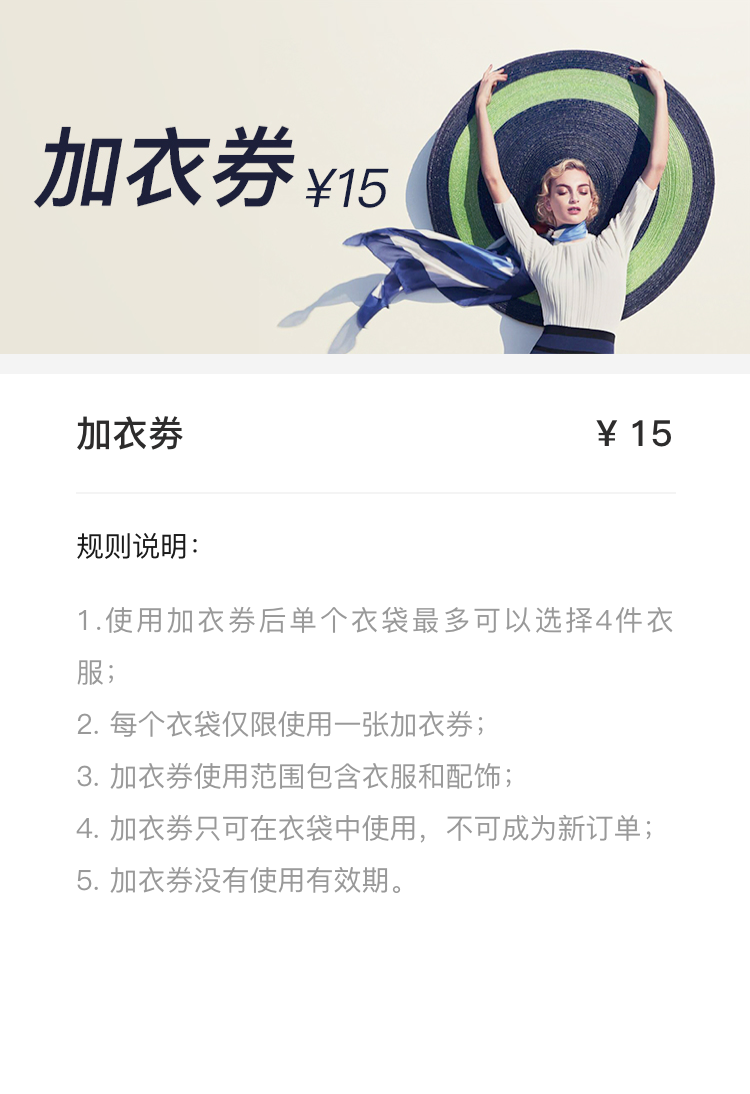 加衣券 ¥15
加衣劵 ¥ 15
规则说明：
1.使用加衣券后单个衣袋最多可以选择4件衣
服；
2. 每个衣袋仅限使用一张加衣券；
3. 加衣券使用范围包含衣服和配饰；
4. 加衣劵只可在衣袋中使用，不可成为新订单；
5. 加衣券没有使用有效期。